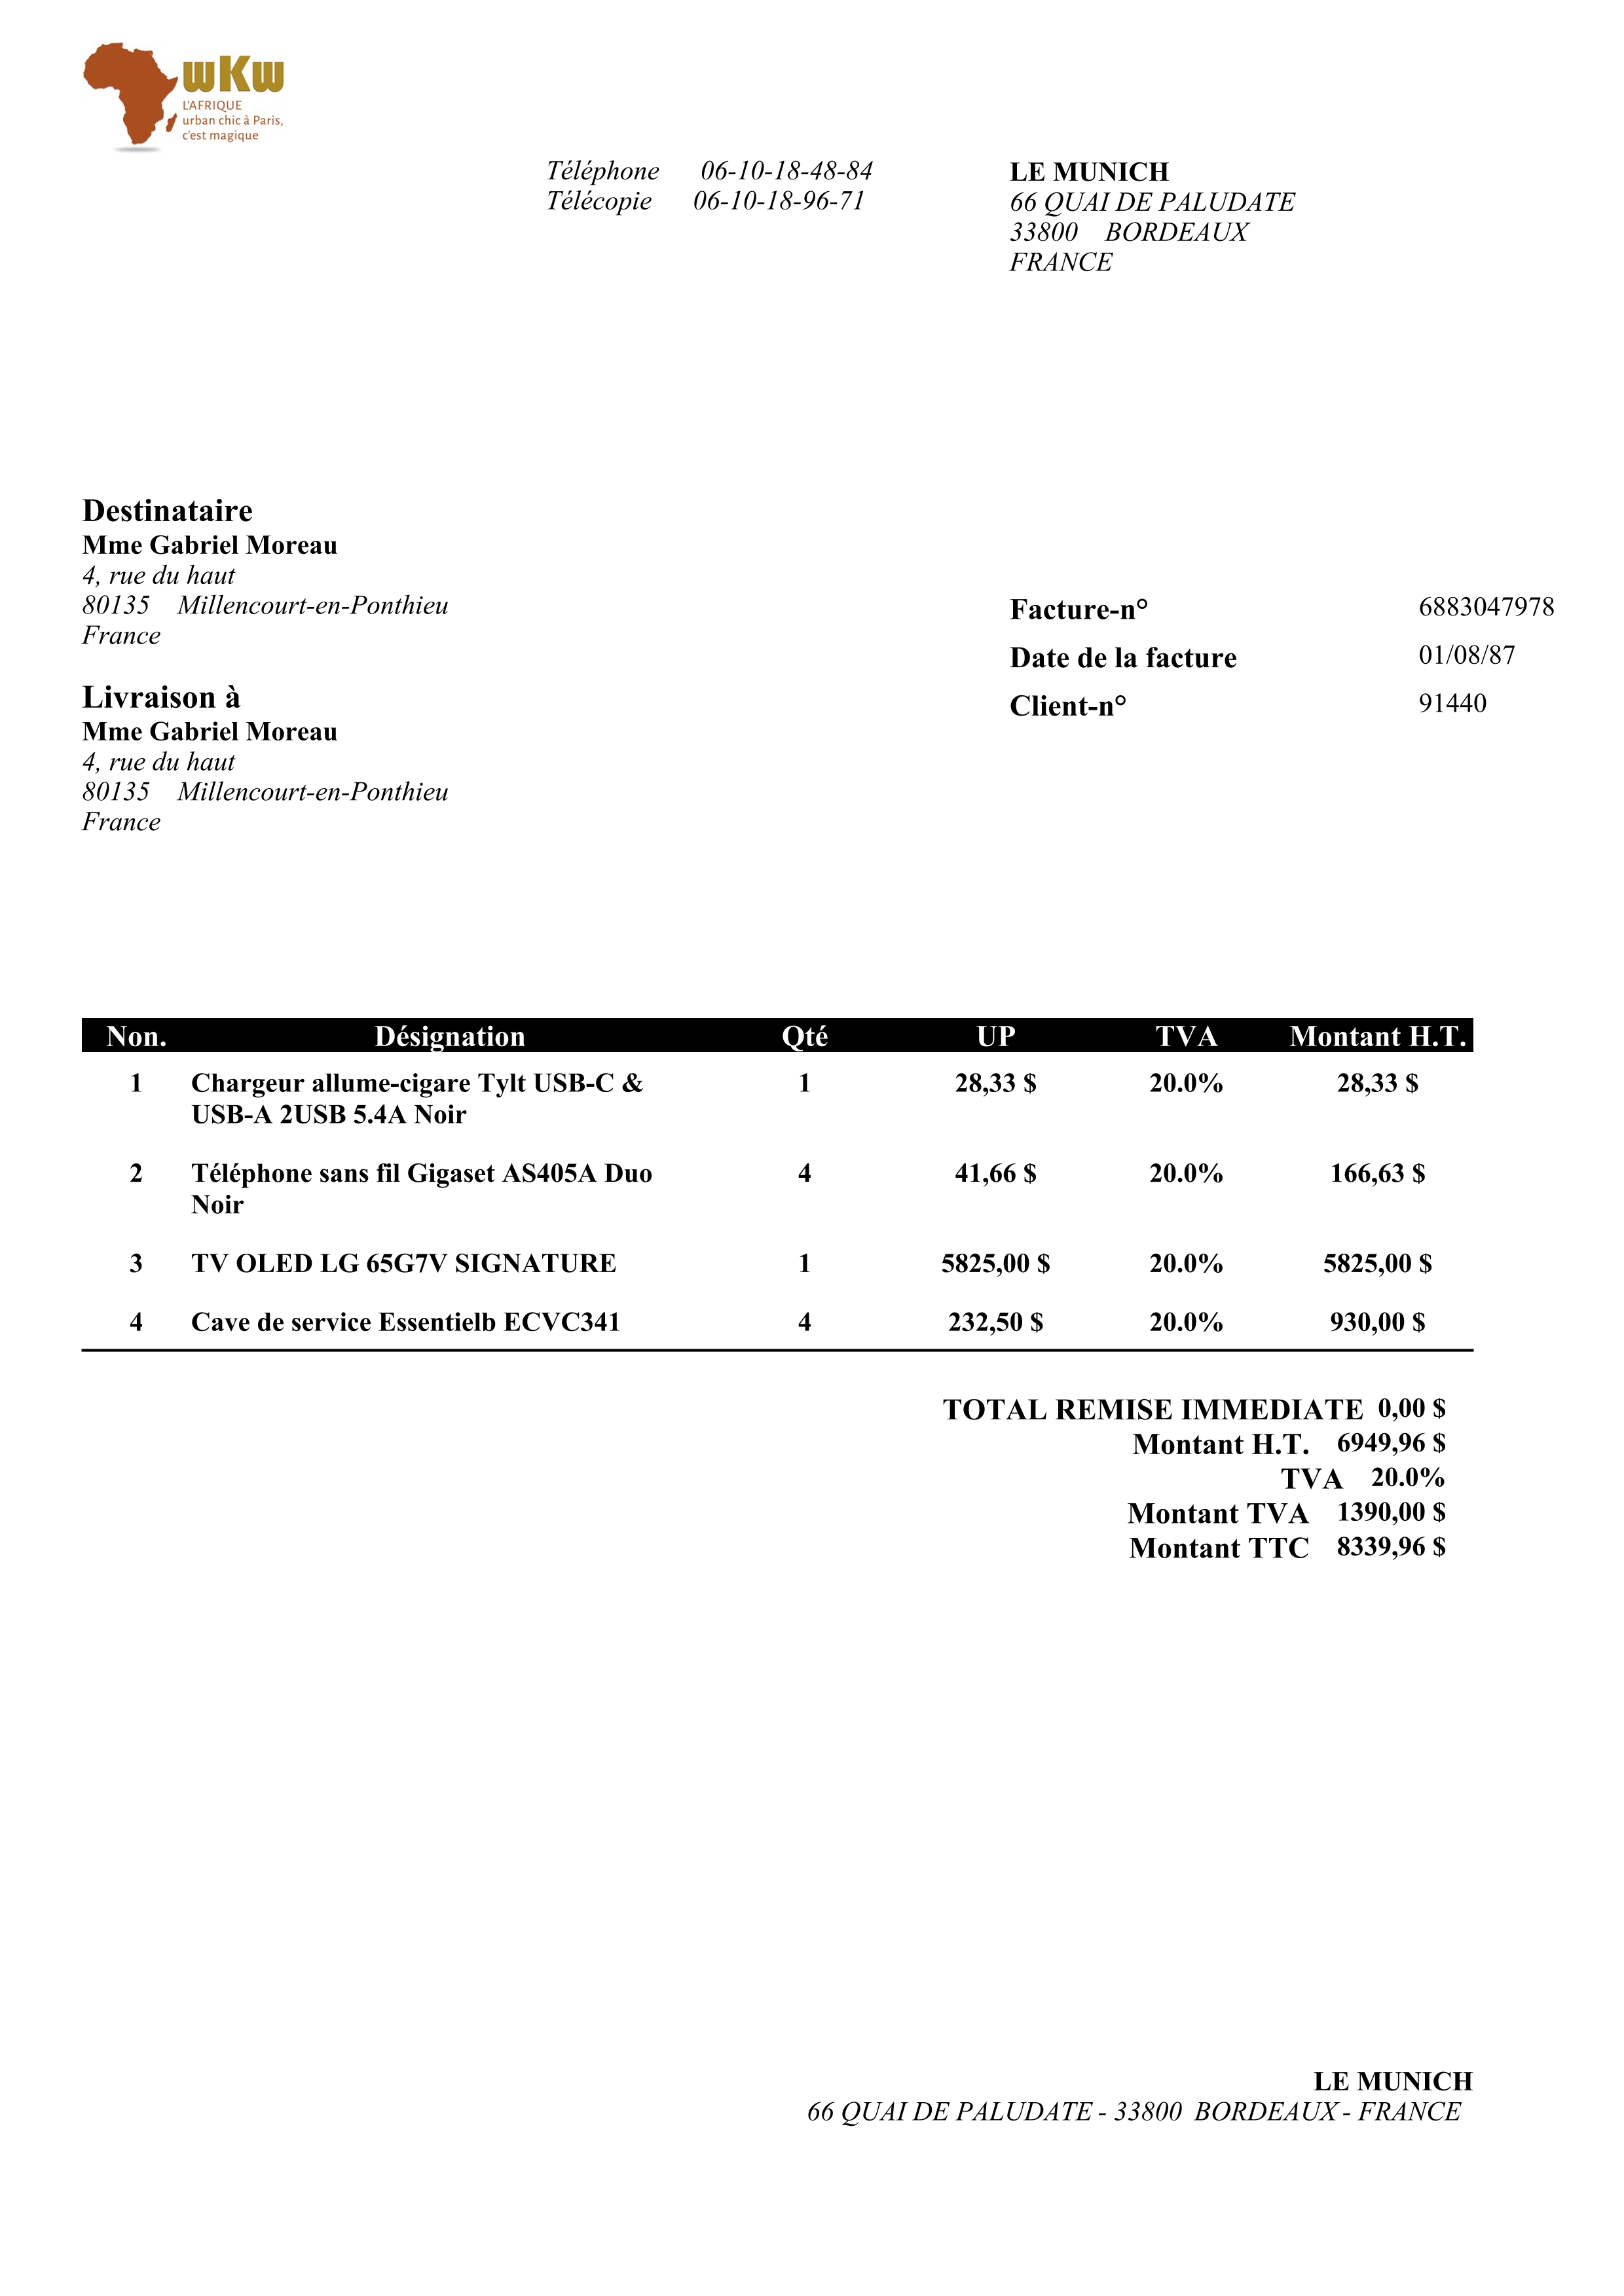 wKw
L'AFRIQUE
urban chic à Paris,
c'est magique
Téléphone 06-10-18-48-84
Télécopie 06-10-18-96-71
LE MUNICH
66 QUAI DE PALUDATE
33800 BORDEAUX
FRANCE
Destinataire
Mme Gabriel Moreau
4, rue du haut
80135 Millencourt-en-Ponthieu
France
Livraison à
Mme Gabriel Moreau
4, rue du haut
80135 Millencourt-en-Ponthieu
France
Facture-n° 6883047978
Date de la facture 01/08/87
Client-n° 91440
Non. Désignation Qté UP TVA Montant H.T.
1 Chargeur allume-cigare Tylt USB-C & 1 28,33 $ 20.0% 28,33 $
USB-A 2USB 5.4A Noir
2 Téléphone sans fil Gigaset AS405A Duo 4 41,66 $ 20.0% 166,63 $
Noir
3 TV OLED LG 65G7V SIGNATURE 1 5825,00 $ 20.0% 5825,00 $
4 Cave de service Essentielb ECVC341 4 232,50 $ 20.0% 930,00 $
TOTAL REMISE IMMEDIATE 0,00 $
Montant H.T. 6949,96 $
TVA 20.0%
Montant TVA 1390,00 $
Montant TTC 8339,96 $
LE MUNICH
66 QUAI DE PALUDATE - 33800 BORDEAUX - FRANCE